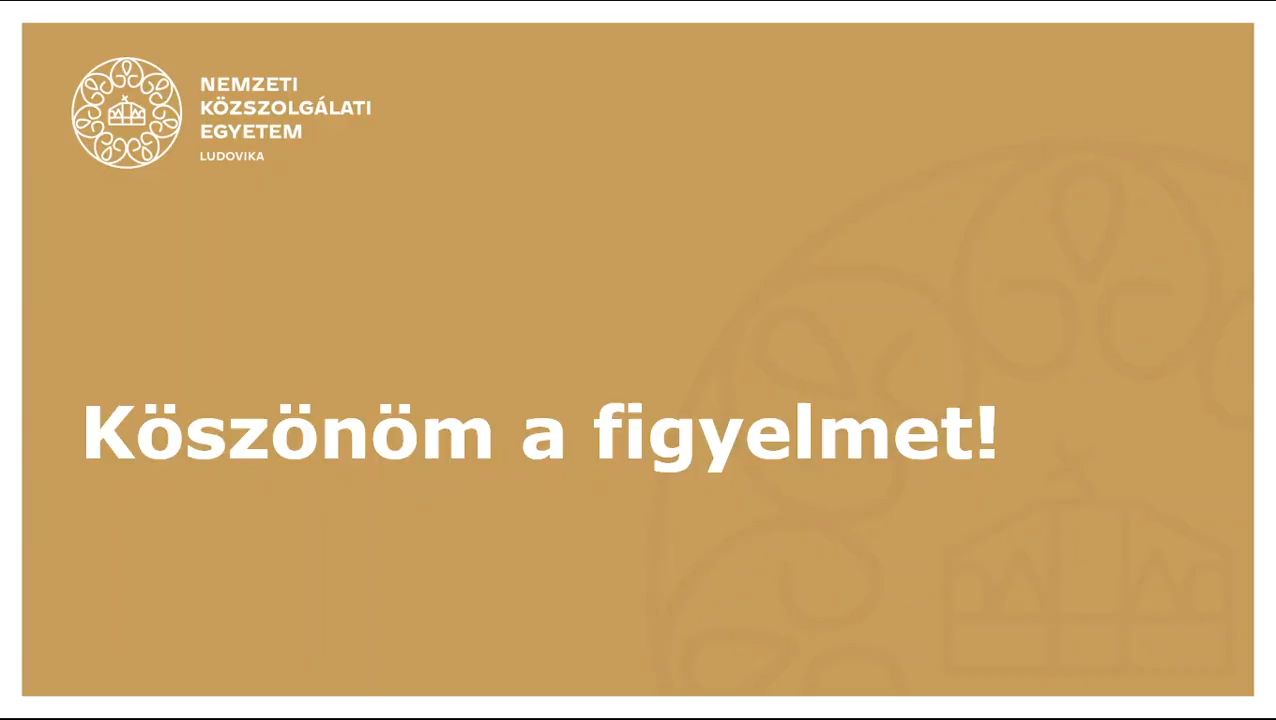 NEMZETI
KÖZSZOLGÁLATI
EGYETEM
LUDOVIKA
Köszönöm a figyelmet!